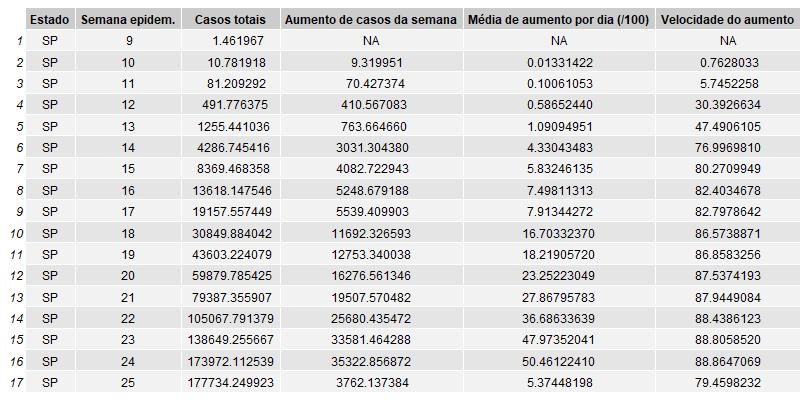 Estado Semana epidem. Casos totais Aumento de casos da semana Média de aumento por dia (/100) Velocidade do aumento
1 SP 9 1.461967 NA NA NA
2 SP 10 10.781918 9.319951 0.01331422 0.7628033
3 SP 11 81.209292 70.427374 0.10061053 5.7452258
4 SP 12 491.776375 410.567083 0.58652440 30.3926634
5 SP 13 1255.441036 763.664660 1.09094951 47.4906105
6 SP 14 4286.745416 3031.304380 4.33043483 76.9969810
7 SP 15 8369.468358 4082.722943 5.83246135 80.2709949
8 SP 16 13618.147546 5248.679188 7.49811313 82.4034678
9 SP 17 19157.557449 5539.409903 7.91344272 82.7978642
10 SP 18 30849.884042 11692.326593 16.70332370 86.5738871
11 SP 19 43603.224079 12753.340038 18.21905720 86.8583256
12 SP 20 59879.785425 16276.561346 23.25223049 87.5374193
13 SP 21 79387.355907 19507.570482 27.86795783 87.9449084
14 SP 22 105067.791379 25680.435472 36.68633639 88.4386123
15 SP 23 138649.255667 33581.464288 47.97352041 88.8058520
16 SP 24 173972.112539 35322.856872 50.46122410 88.8647069
17 SP 25 177734.249923 3762.137384 5.37448198 79.4598232